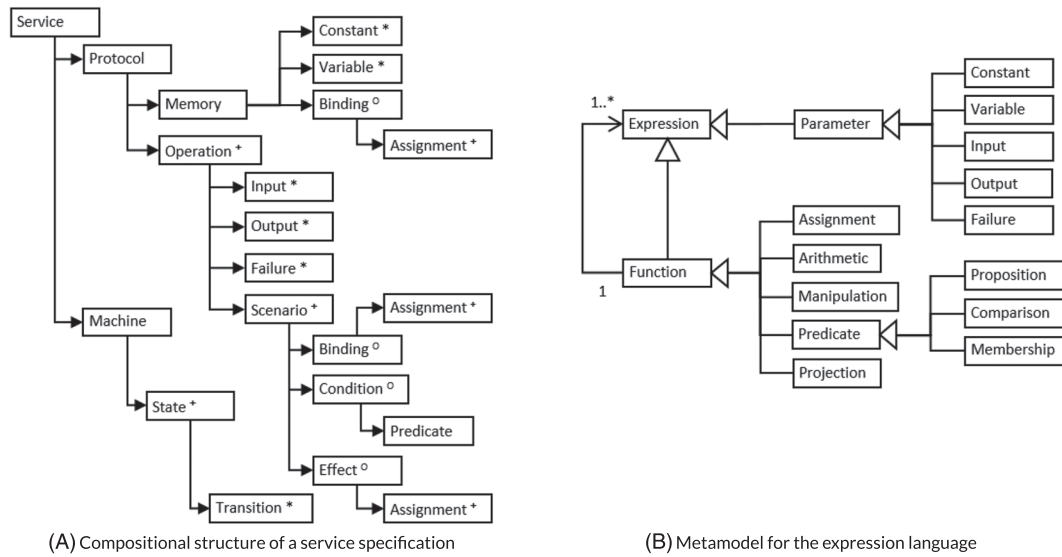 Service
Protocol
Memory
Constant *
Variable *
Binding o
Assignment +
Operation +
Input *
Output *
Failure *
Scenario +
Assignment +
Binding o
Condition o
Predicate
Effect o
Assignment +
Machine
State +
Transition *
(A) Compositional structure of a service specification
1..*
Expression
Parameter
Constant
Variable
Input
Output
Failure
1
Function
Assignment
Arithmetic
Manipulation
Predicate
Projection
Proposition
Comparison
Membership
(B) Metamodel for the expression language